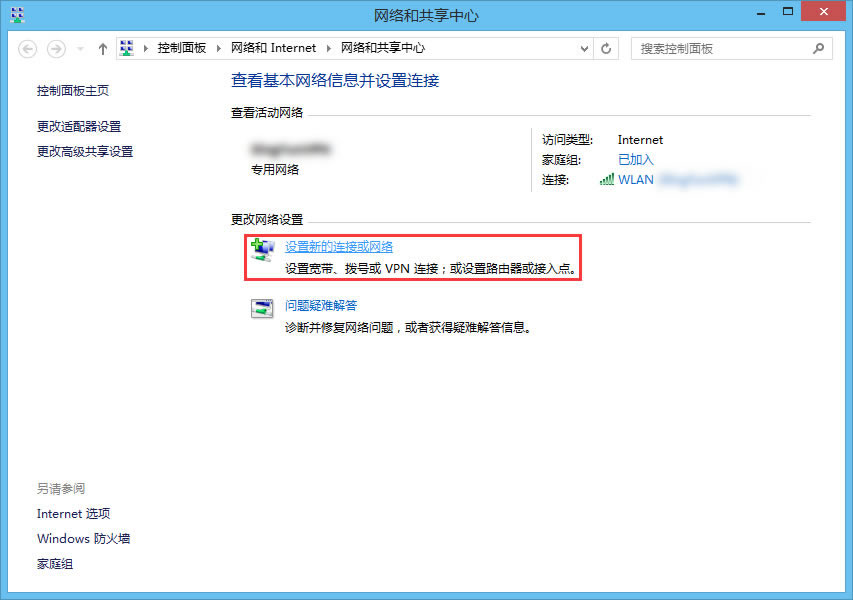 网络和共享中心
控制面板 网络和 Internet 网络和共享中心
搜索控制面板
控制面板主页
更改适配器设置
更改高级共享设置
查看基本网络信息并设置连接
查看活动网络
专用网络
访问类型: Internet
家庭组: 已加入
连接: WLAN
更改网络设置
设置新的连接或网络
设置宽带、拨号或 VPN 连接；或设置路由器或接入点。
问题疑难解答
诊断并修复网络问题，或者获得疑难解答信息。
另请参阅
Internet 选项
Windows 防火墙
家庭组